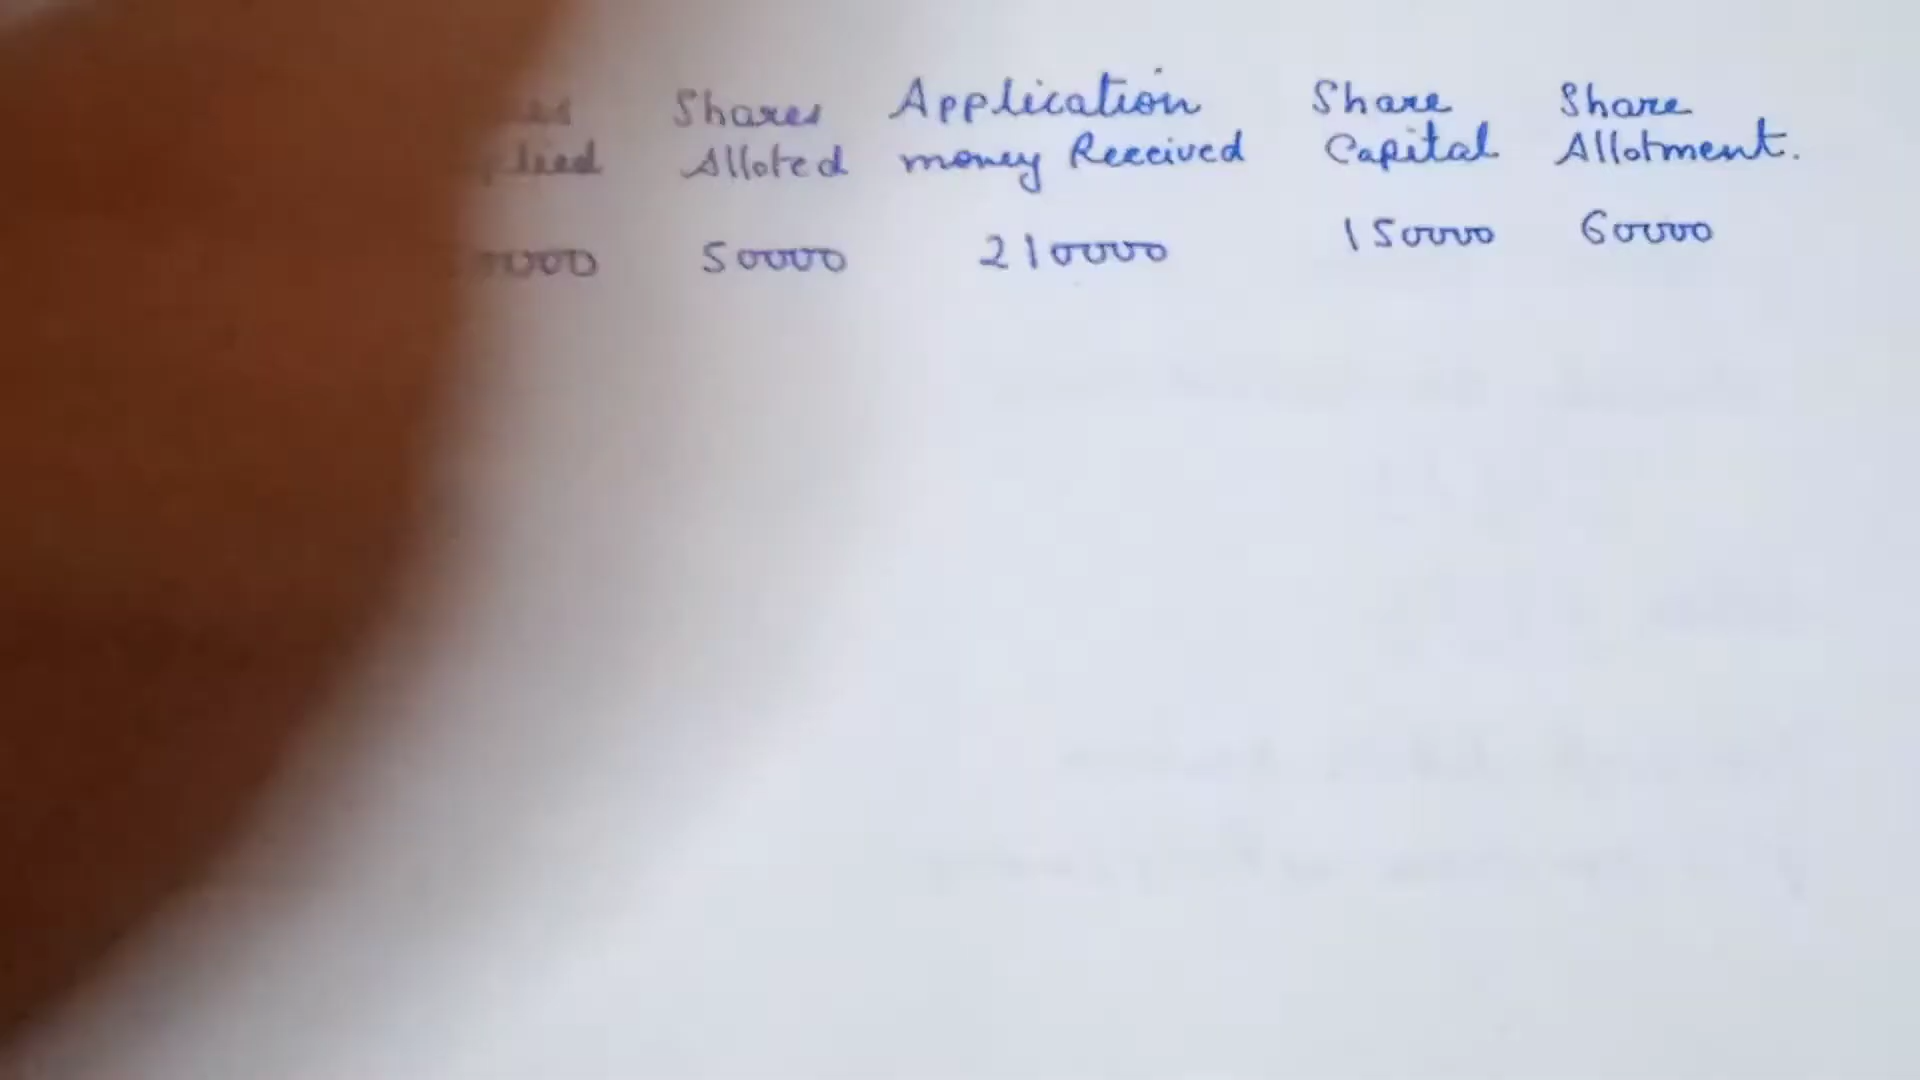 Shares Application Share Share
Alloted money Received Capital Allotment.
50000 210000 150000 60000